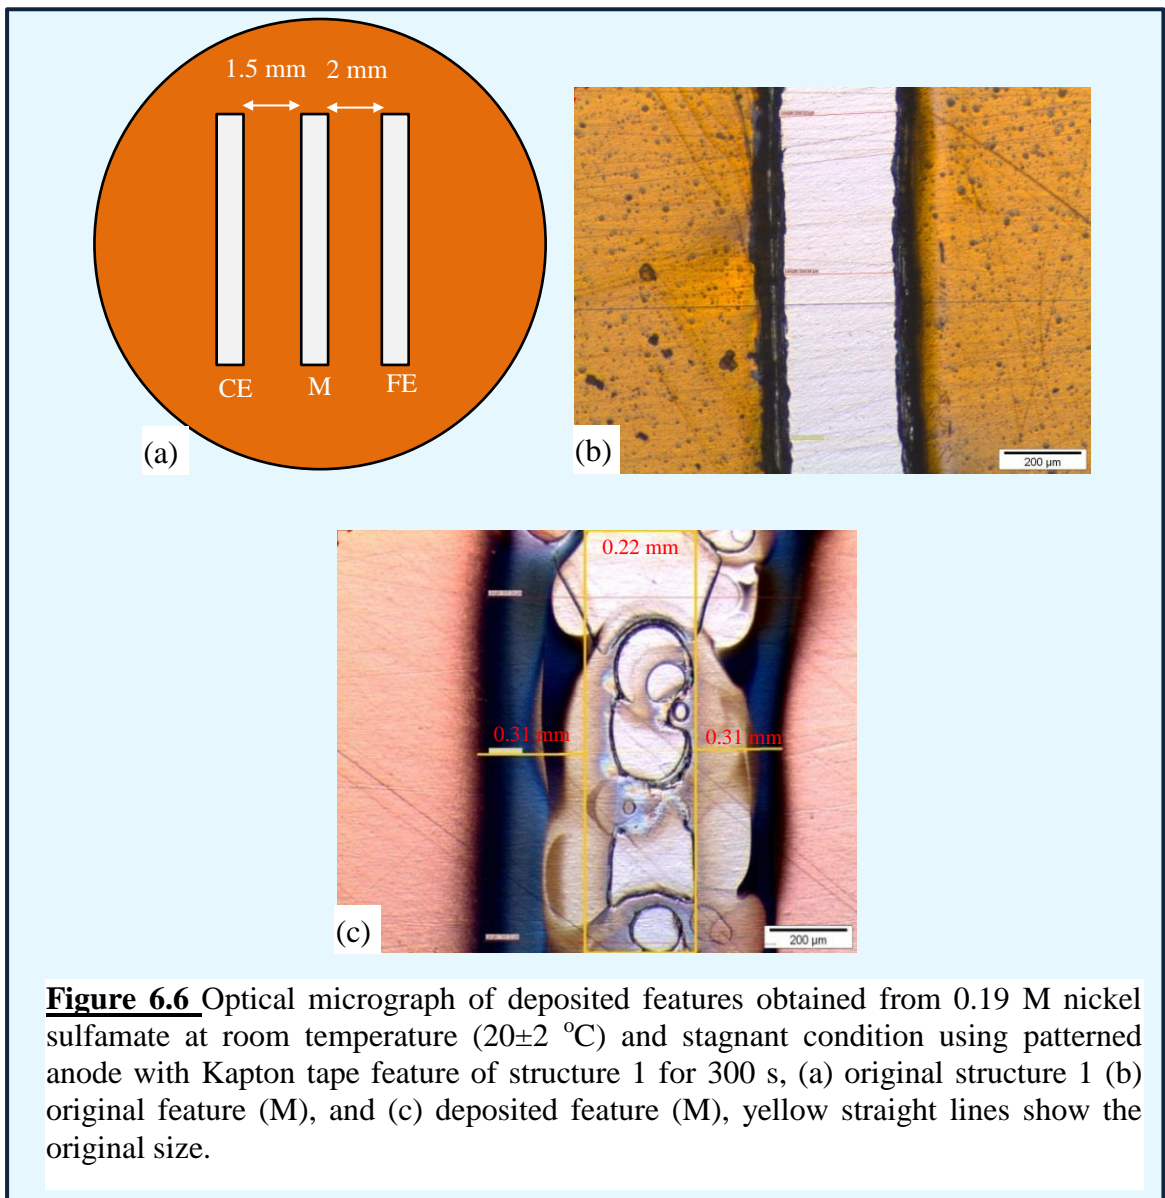 1.5 mm 2 mm
CE M FE
(a)
(b)
200 µm
0.22 mm
0.31 mm 0.31 mm
(c)
200 µm
Figure 6.6 Optical micrograph of deposited features obtained from 0.19 M nickel
sulfamate at room temperature (20±2 °C) and stagnant condition using patterned
anode with Kapton tape feature of structure 1 for 300 s, (a) original structure 1 (b)
original feature (M), and (c) deposited feature (M), yellow straight lines show the
original size.